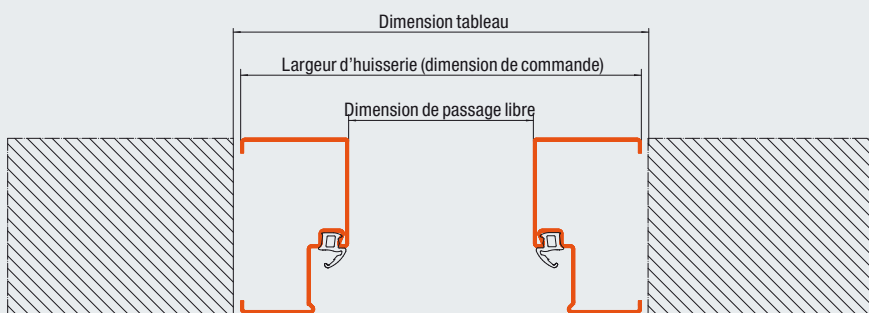 Dimension tableau
Largeur d’huisserie (dimension de commande)
Dimension de passage libre